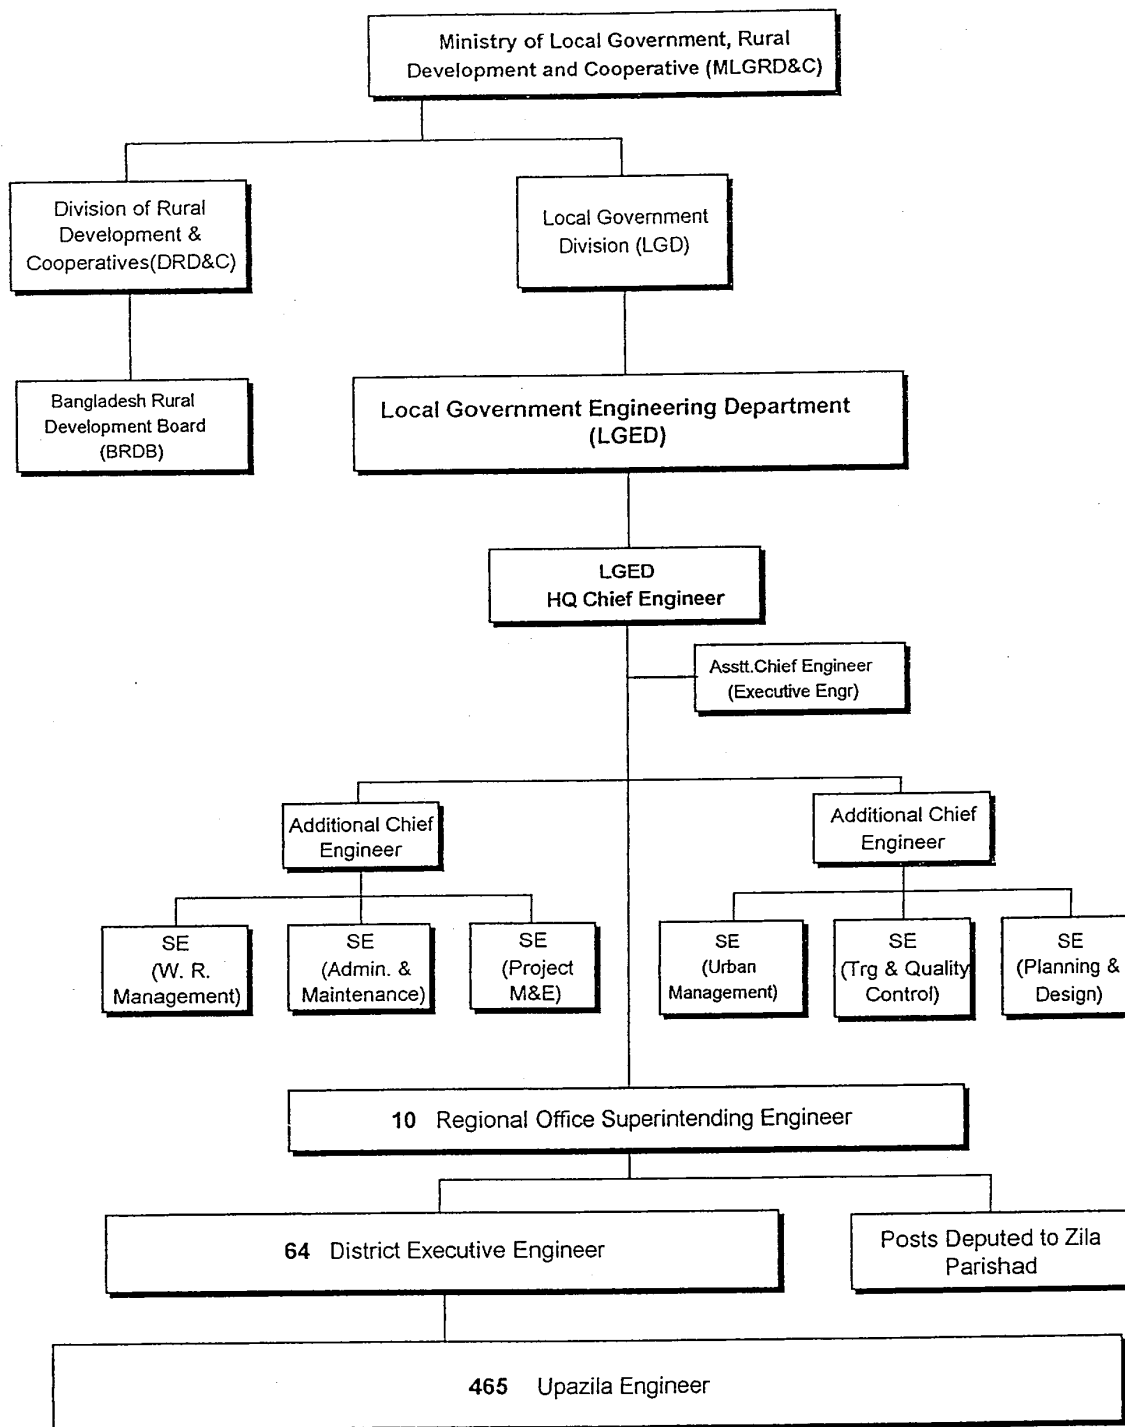 Ministry of Local Government, Rural
Development and Cooperative (MLGRD&C)
Division of Rural
Development &
Cooperatives(DRD&C)
Local Government
Division (LGD)
Bangladesh Rural
Development Board
(BRDB)
Local Government Engineering Department
(LGED)
LGED
HQ Chief Engineer
Asstt.Chief Engineer
(Executive Engr)
Additional Chief
Engineer
Additional Chief
Engineer
SE
(W. R.
Management)
SE
(Admin. &
Maintenance)
SE
(Project
M&E)
SE
(Urban
Management)
SE
(Trg & Quality
Control)
SE
(Planning &
Design)
10 Regional Office Superintending Engineer
64 District Executive Engineer
Posts Deputed to Zila
Parishad
465 Upazila Engineer